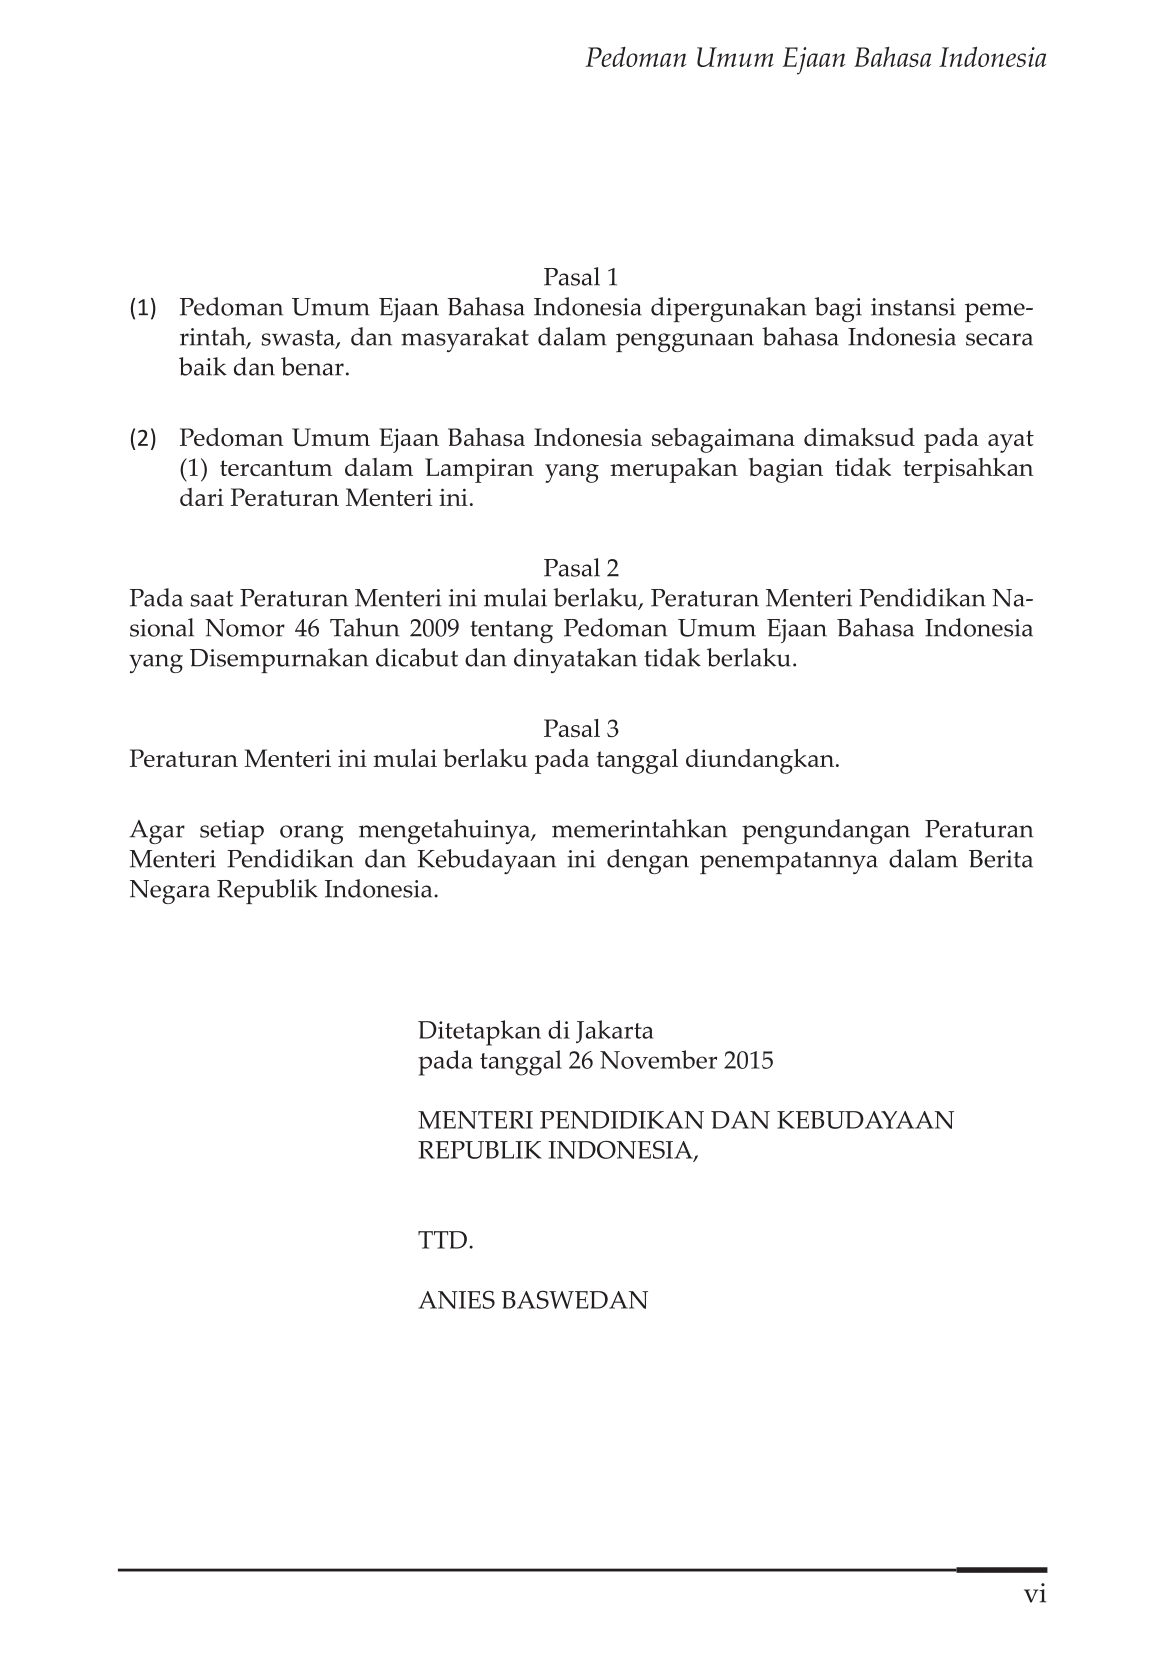 Pedoman Umum Ejaan Bahasa Indonesia
Pasal 1
(1) Pedoman Umum Ejaan Bahasa Indonesia dipergunakan bagi instansi peme-
rintah, swasta, dan masyarakat dalam penggunaan bahasa Indonesia secara
baik dan benar.
(2) Pedoman Umum Ejaan Bahasa Indonesia sebagaimana dimaksud pada ayat
(1) tercantum dalam Lampiran yang merupakan bagian tidak terpisahkan
dari Peraturan Menteri ini.
Pasal 2
Pada saat Peraturan Menteri ini mulai berlaku, Peraturan Menteri Pendidikan Na-
sional Nomor 46 Tahun 2009 tentang Pedoman Umum Ejaan Bahasa Indonesia
yang Disempurnakan dicabut dan dinyatakan tidak berlaku.
Pasal 3
Peraturan Menteri ini mulai berlaku pada tanggal diundangkan.
Agar setiap orang mengetahuinya, memerintahkan pengundangan Peraturan
Menteri Pendidikan dan Kebudayaan ini dengan penempatannya dalam Berita
Negara Republik Indonesia.
Ditetapkan di Jakarta
pada tanggal 26 November 2015
MENTERI PENDIDIKAN DAN KEBUDAYAAN
REPUBLIK INDONESIA,
TTD.
ANIES BASWEDAN
vi